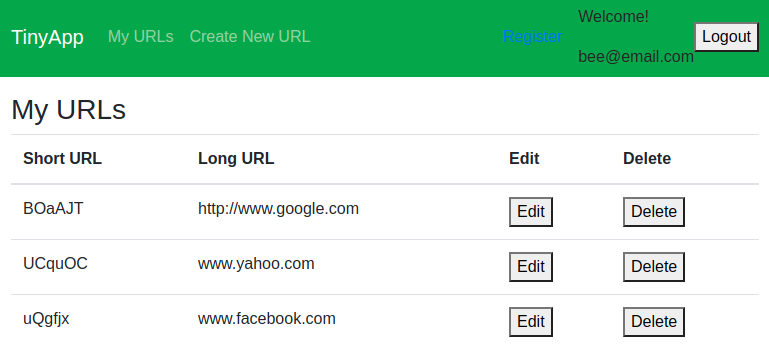 TinyApp My URLs Create New URL Register Welcome! Logout
bee@email.com
My URLs
Short URL Long URL Edit Delete
BOaAJT http://www.google.com Edit Delete
UCquOC www.yahoo.com Edit Delete
uQgfjx www.facebook.com Edit Delete